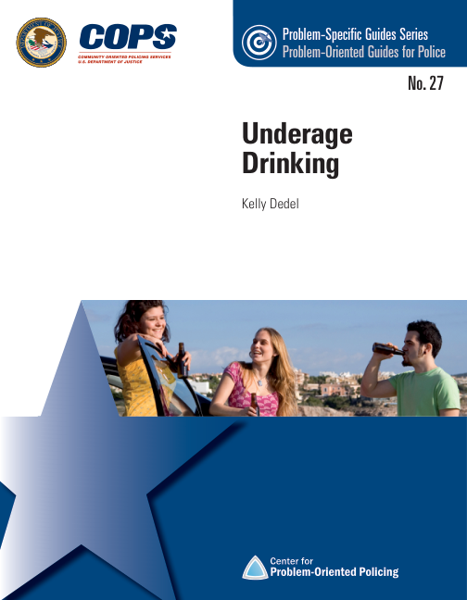 COPS
COMMUNITY ORIENTED POLICING SERVICES
U.S. DEPARTMENT OF JUSTICE
Problem-Specific Guides Series
Problem-Oriented Guides for Police
No. 27
Underage
Drinking
Kelly Dedel
Center for
Problem-Oriented Policing